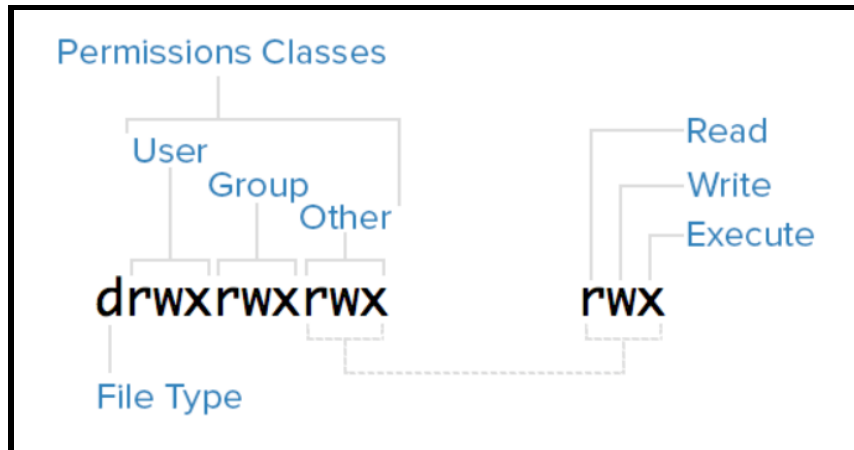 Permissions Classes
User
Group
Other
drwxrwxrwx
File Type
Read
Write
Execute
rwx